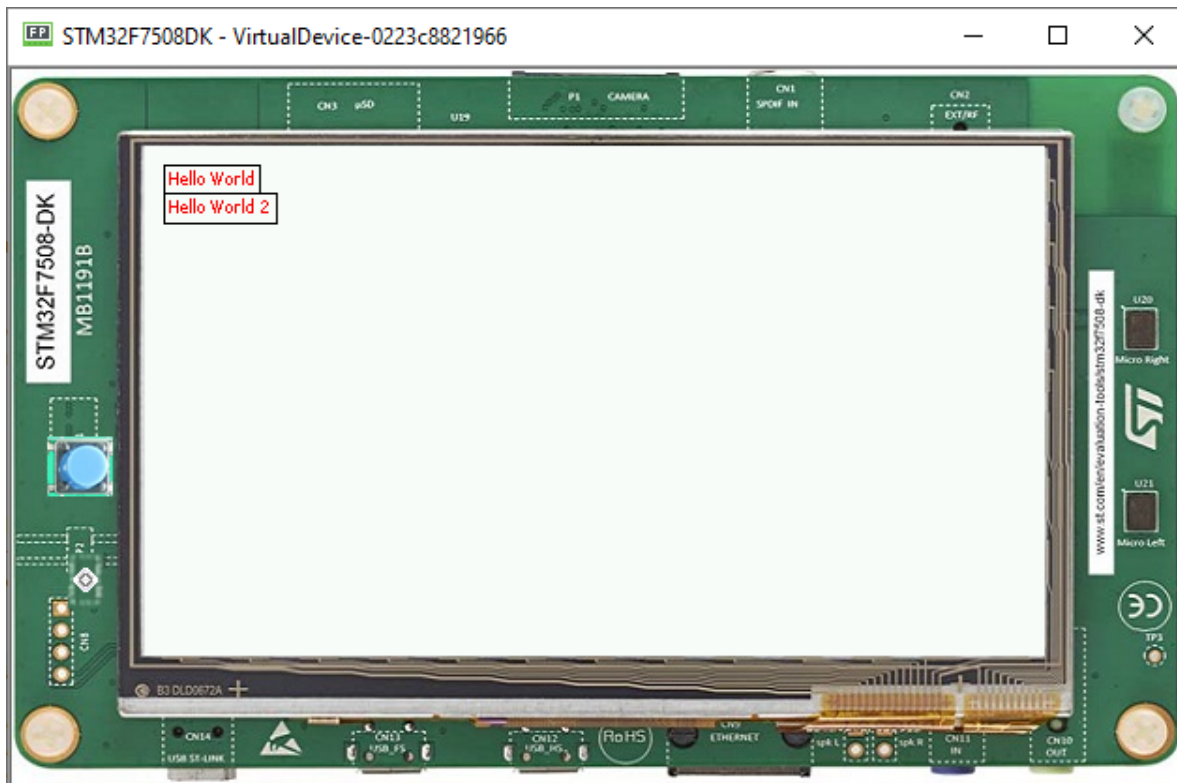 STM32F7508DK - VirtualDevice-0223c8821966
CN3 µSD
U19
P1 CAMERA
CN1
SPDIF IN
CN2
EXT/RF
Hello World
Hello World 2
STM32F7508-DK
MB1191B
www.st.com/en/evaluation-tools/stm32f7508-dk
U20
Micro Right
U21
Micro Left
P2
CN8
CE
TP3
B3 DLD0672A
CN14
USB ST-LINK
CN13
USB_FS
CN12
USB_HS
RoHS
CN9
ETHERNET
spk L
spk R
CN11
IN
CN10
OUT